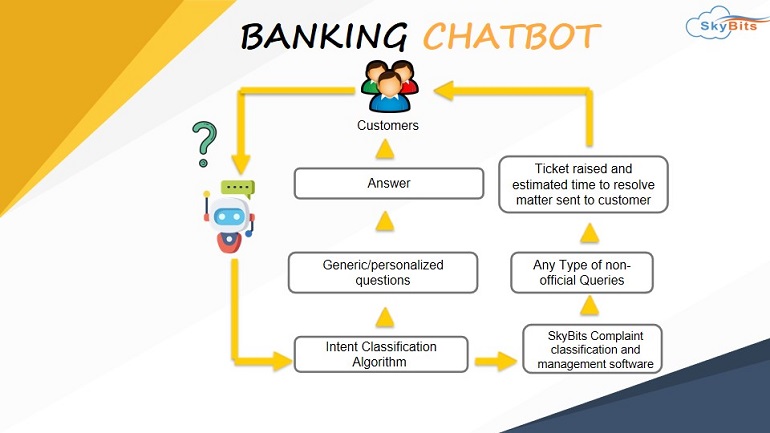 BANKING CHATBOT
SkyBits
Customers
?
Answer
Ticket raised and
estimated time to resolve
matter sent to customer
Generic/personalized
questions
Any Type of non-
official Queries
Intent Classification
Algorithm
SkyBits Complaint
classification and
management software